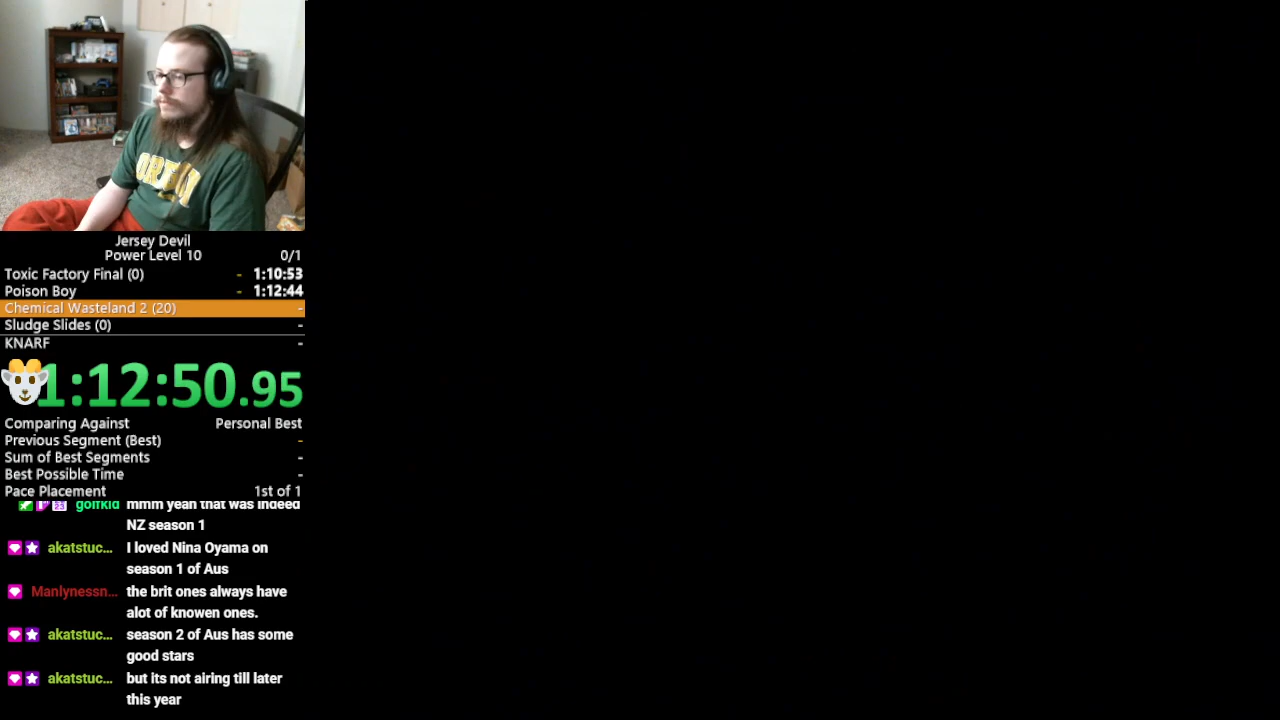 Jersey Devil
Power Level 10 0/1
Toxic Factory Final (0) - 1:10:53
Poison Boy - 1:12:44
Chemical Wasteland 2 (20) -
Sludge Slides (0) -
KNARF -
1:12:50.95
Comparing Against Personal Best
Previous Segment (Best) -
Sum of Best Segments -
Best Possible Time -
Pace Placement 1st of 1
golfkid mmm yeah that was indeed
NZ season 1
akatstuc... I loved Nina Oyama on
season 1 of Aus
Manlynessn... the brit ones always have
alot of knowen ones.
akatstuc... season 2 of Aus has some
good stars
akatstuc... but its not airing till later
this year